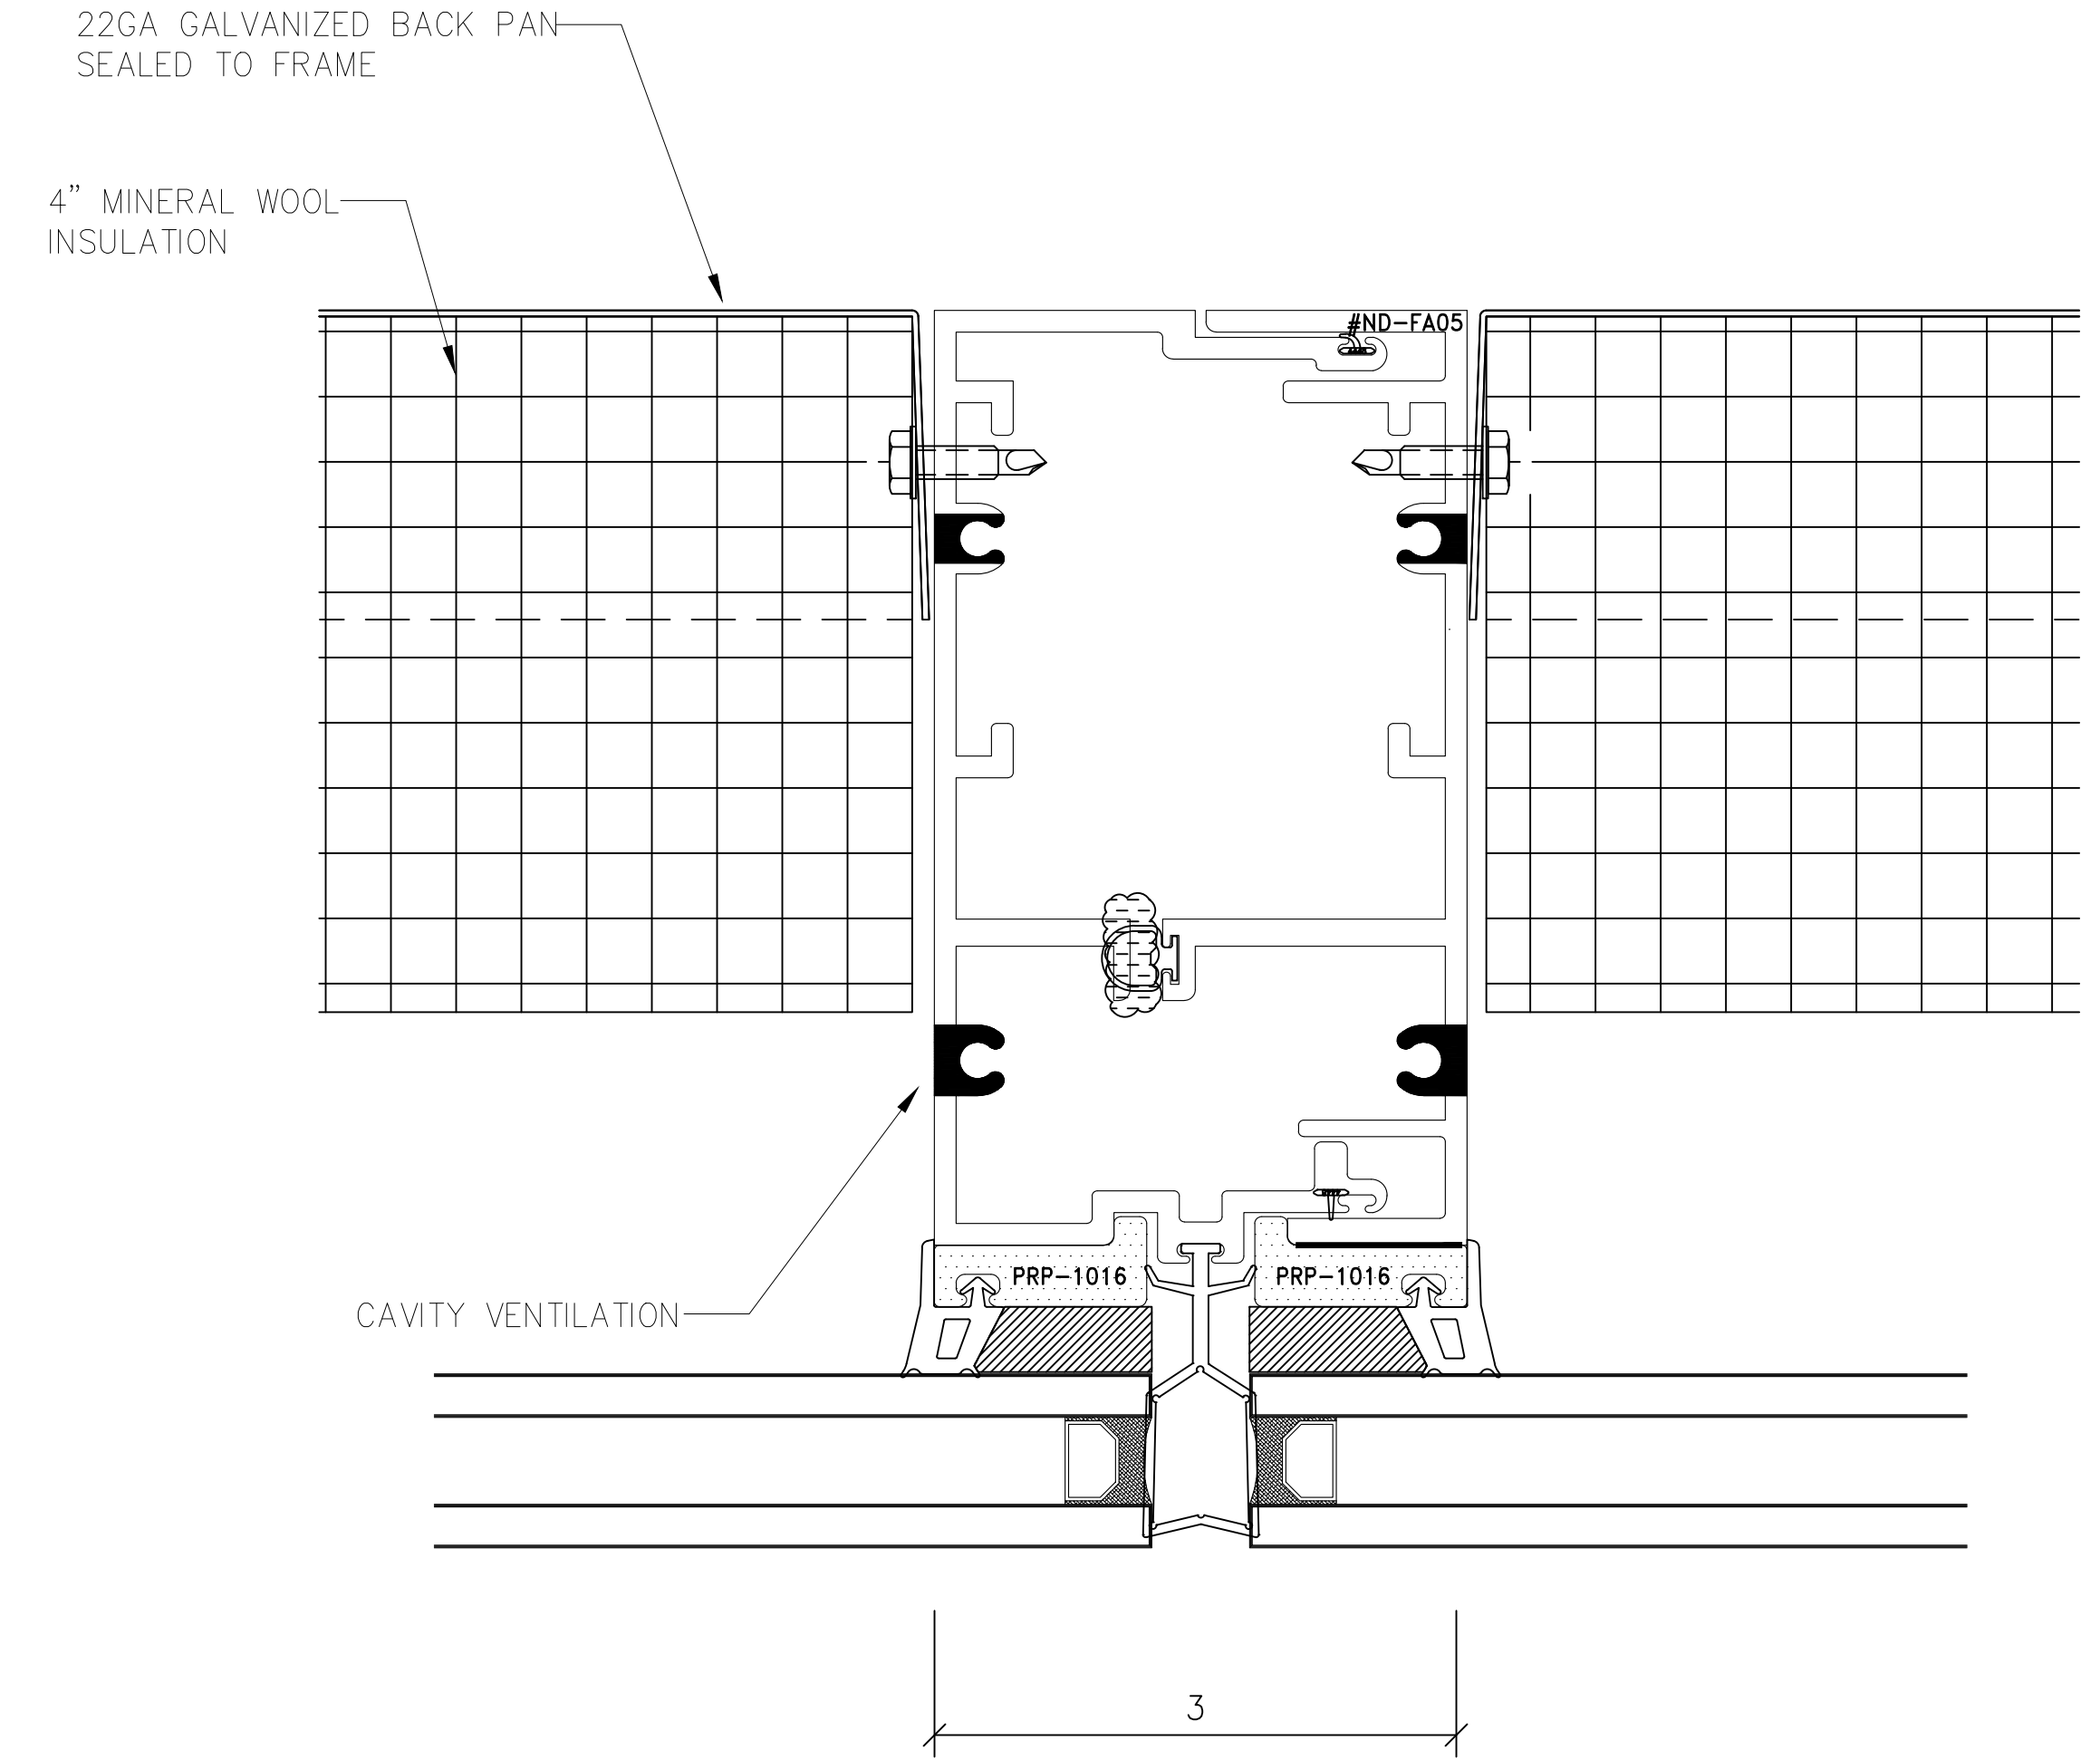 22GA GALVANIZED BACK PAN
SEALED TO FRAME
4” MINERAL WOOL
INSULATION
#ND-FA05
PRP-1016
PRP-1016
CAVITY VENTILATION
3